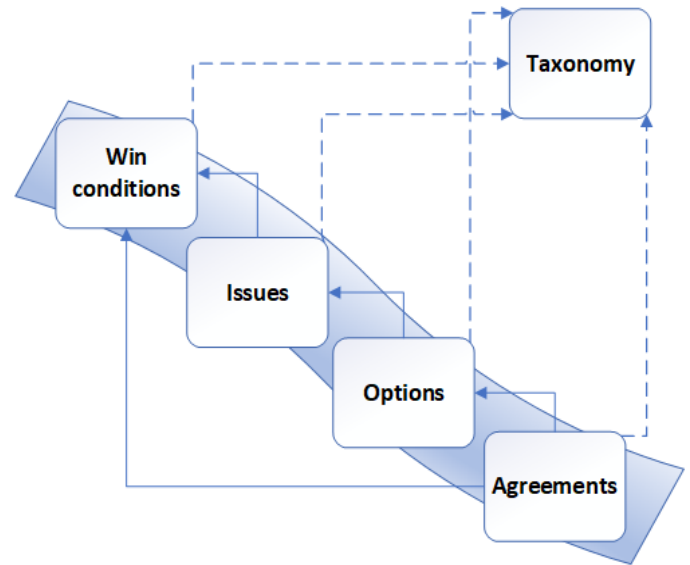 Taxonomy
Win
conditions
Issues
Options
Agreements